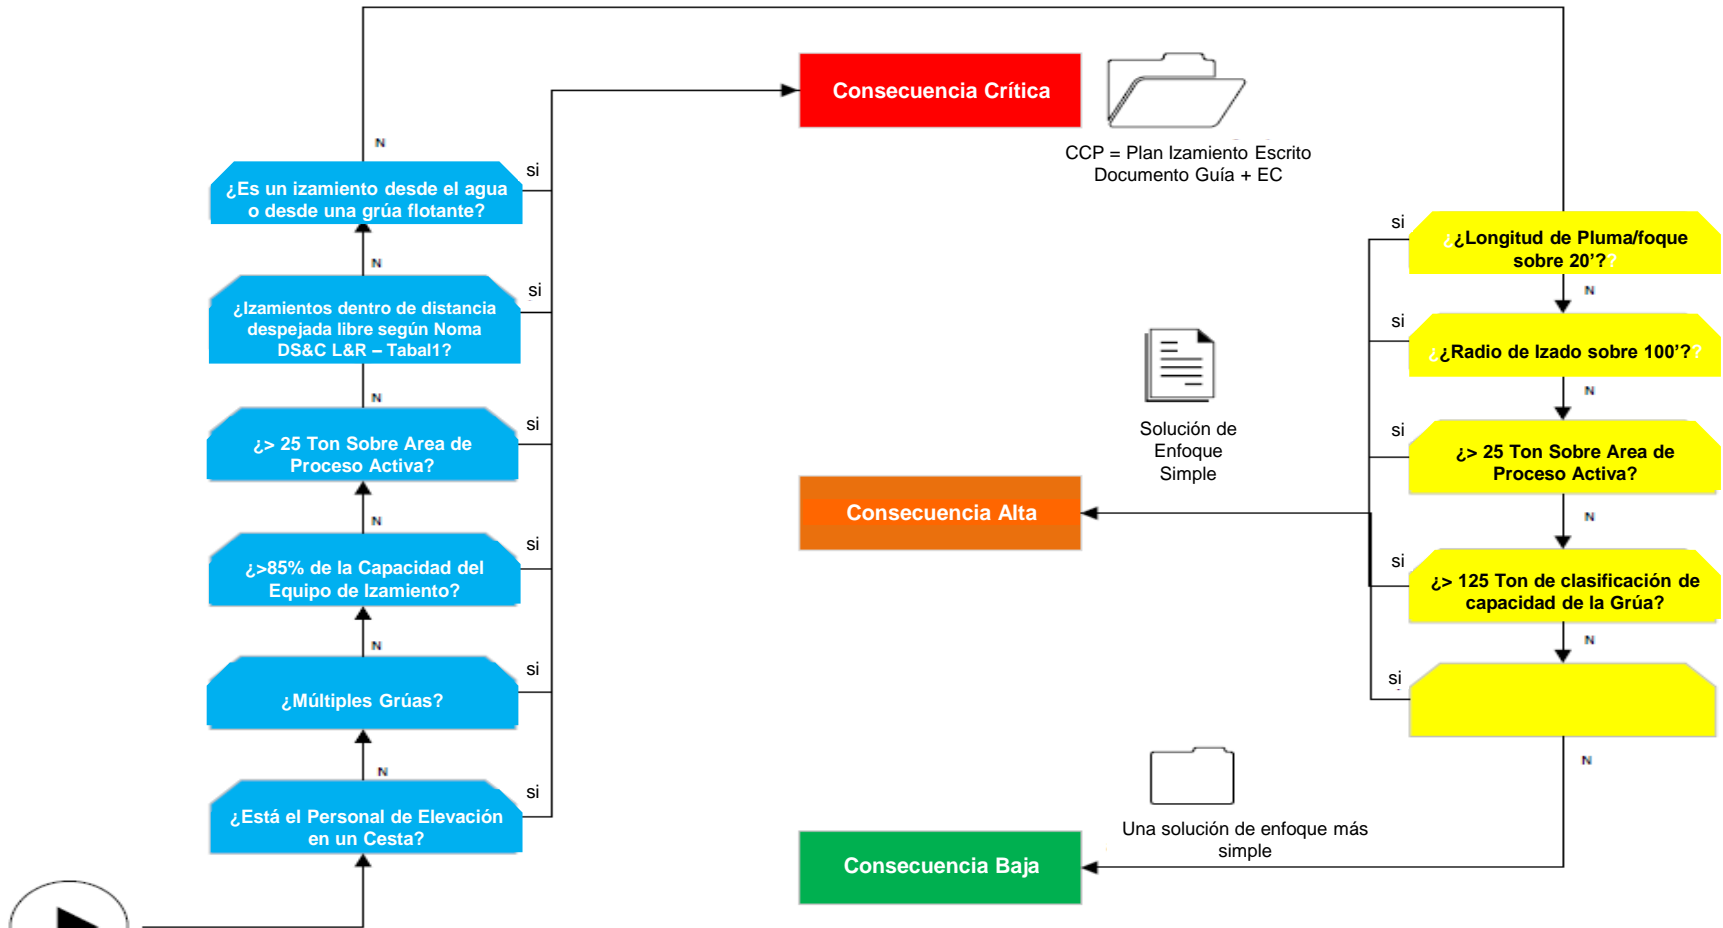 Consecuencia Crítica
CCP = Plan Izamiento Escrito
Documento Guía + EC
N
si
¿Es un izamiento desde el agua
o desde una grúa flotante?
N
si
¿Izamientos dentro de distancia
despejada libre según Noma
DS&C L&R – Tabal1?
N
si
¿> 25 Ton Sobre Area de
Proceso Activa?
N
si
¿>85% de la Capacidad del
Equipo de Izamiento?
N
si
¿Múltiples Grúas?
N
si
¿Está el Personal de Elevación
en un Cesta?
Solución de
Enfoque
Simple
Consecuencia Alta
Una solución de enfoque más
simple
Consecuencia Baja
si
¿¿Longitud de Pluma/foque
sobre 20’??
N
si
¿¿Radio de Izado sobre 100’??
N
si
¿> 25 Ton Sobre Area de
Proceso Activa?
N
si
¿> 125 Ton de clasificación de
capacidad de la Grúa?
N
si
N